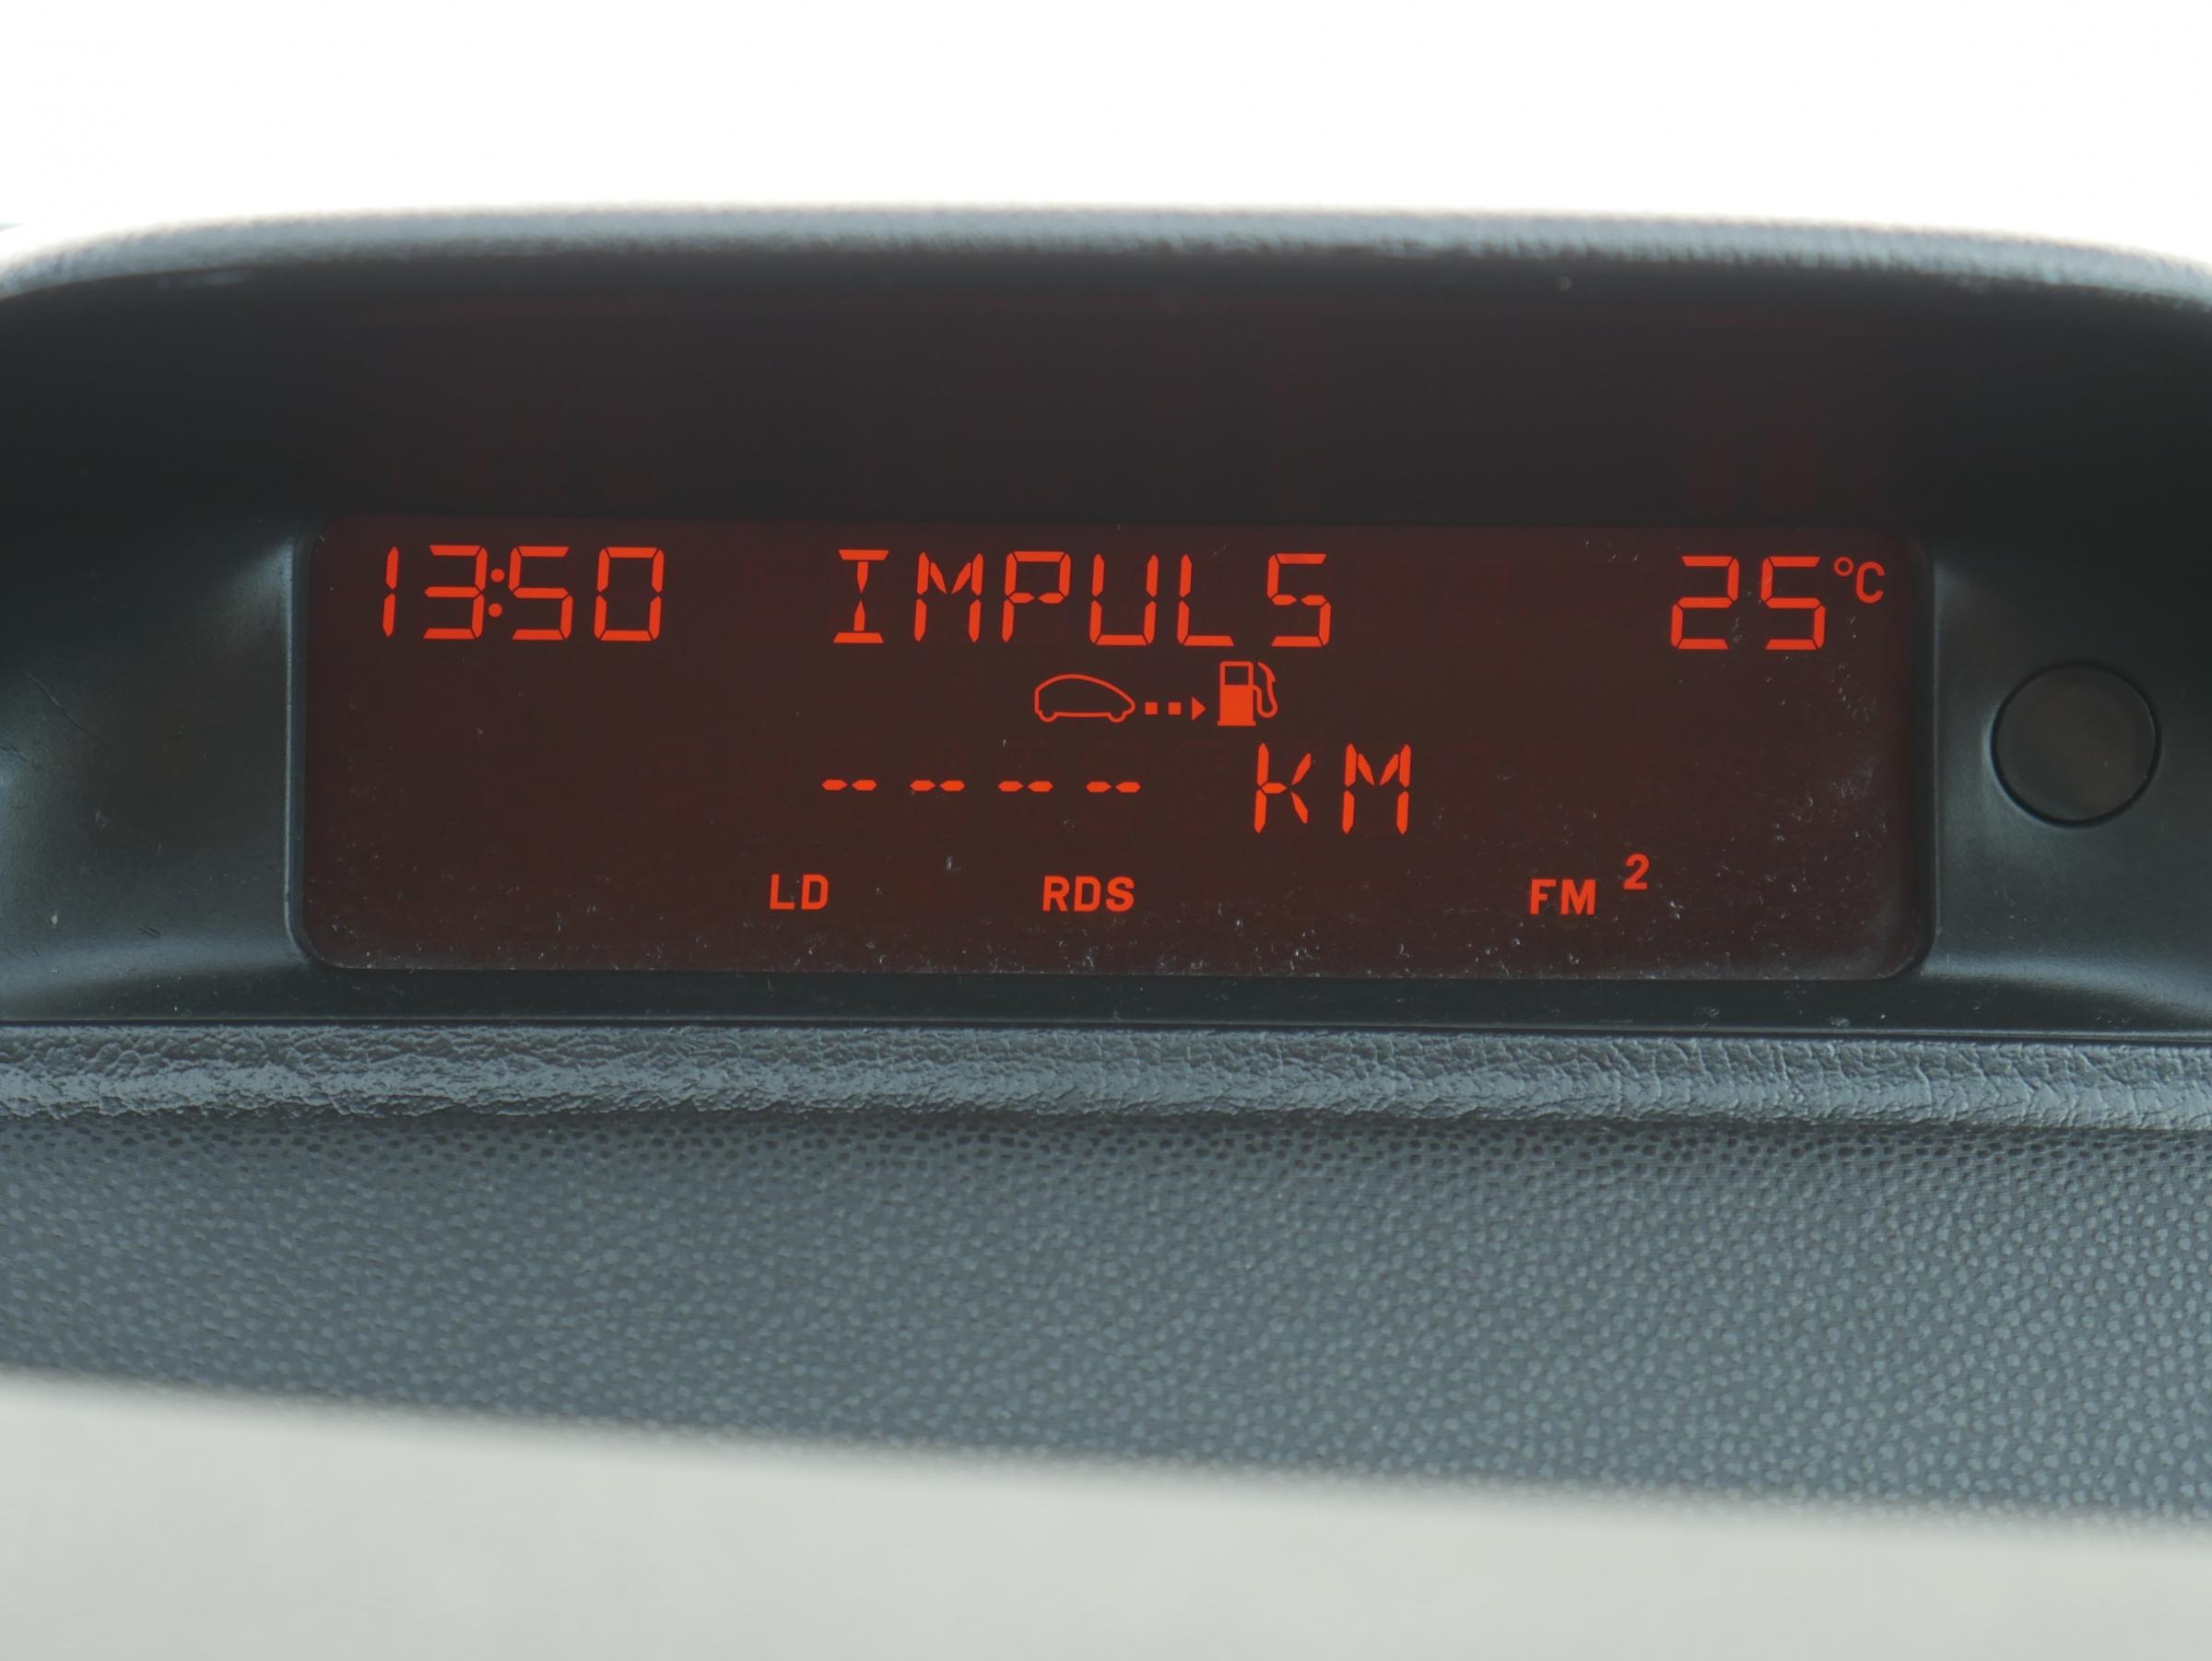 13:50 IMPULS 25°C
---- KM
LD RDS FM 2